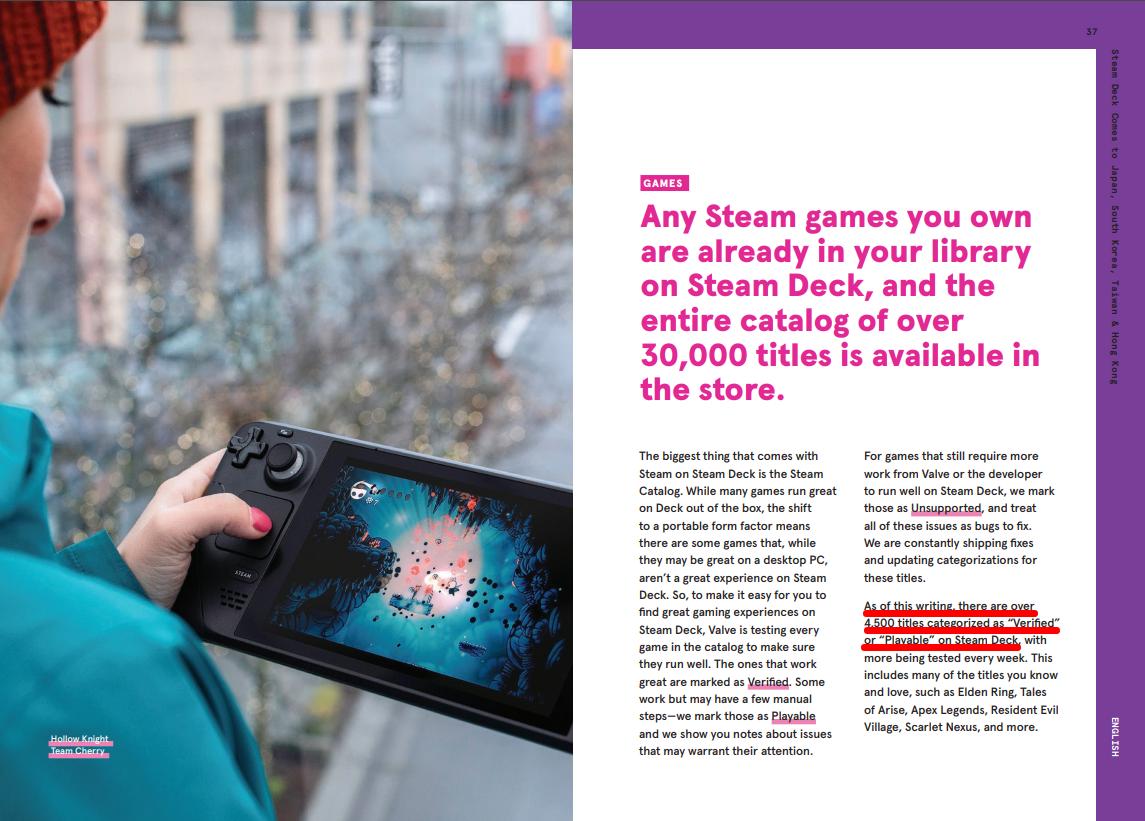 37
Steam Deck Comes to Japan, South Korea, Taiwan & Hong Kong
GAMES
Any Steam games you own
are already in your library
on Steam Deck, and the
entire catalog of over
30,000 titles is available in
the store.
The biggest thing that comes with
Steam on Steam Deck is the Steam
Catalog. While many games run great
on Deck out of the box, the shift
to a portable form factor means
there are some games that, while
they may be great on a desktop PC,
aren't a great experience on Steam
Deck. So, to make it easy for you to
find great gaming experiences on
Steam Deck, Valve is testing every
game in the catalog to make sure
they run well. The ones that work
great are marked as Verified. Some
work but may have a few manual
steps—we mark those as Playable
and we show you notes about issues
that may warrant their attention.
For games that still require more
work from Valve or the developer
to run well on Steam Deck, we mark
those as Unsupported, and treat
all of these issues as bugs to fix.
We are constantly shipping fixes
and updating categorizations for
these titles.
As of this writing, there are over
4,500 titles categorized as “Verified”
or “Playable” on Steam Deck, with
more being tested every week. This
includes many of the titles you know
and love, such as Elden Ring, Tales
of Arise, Apex Legends, Resident Evil
Village, Scarlet Nexus, and more.
ENGLISH
STEAM
Hollow Knight
Team Cherry